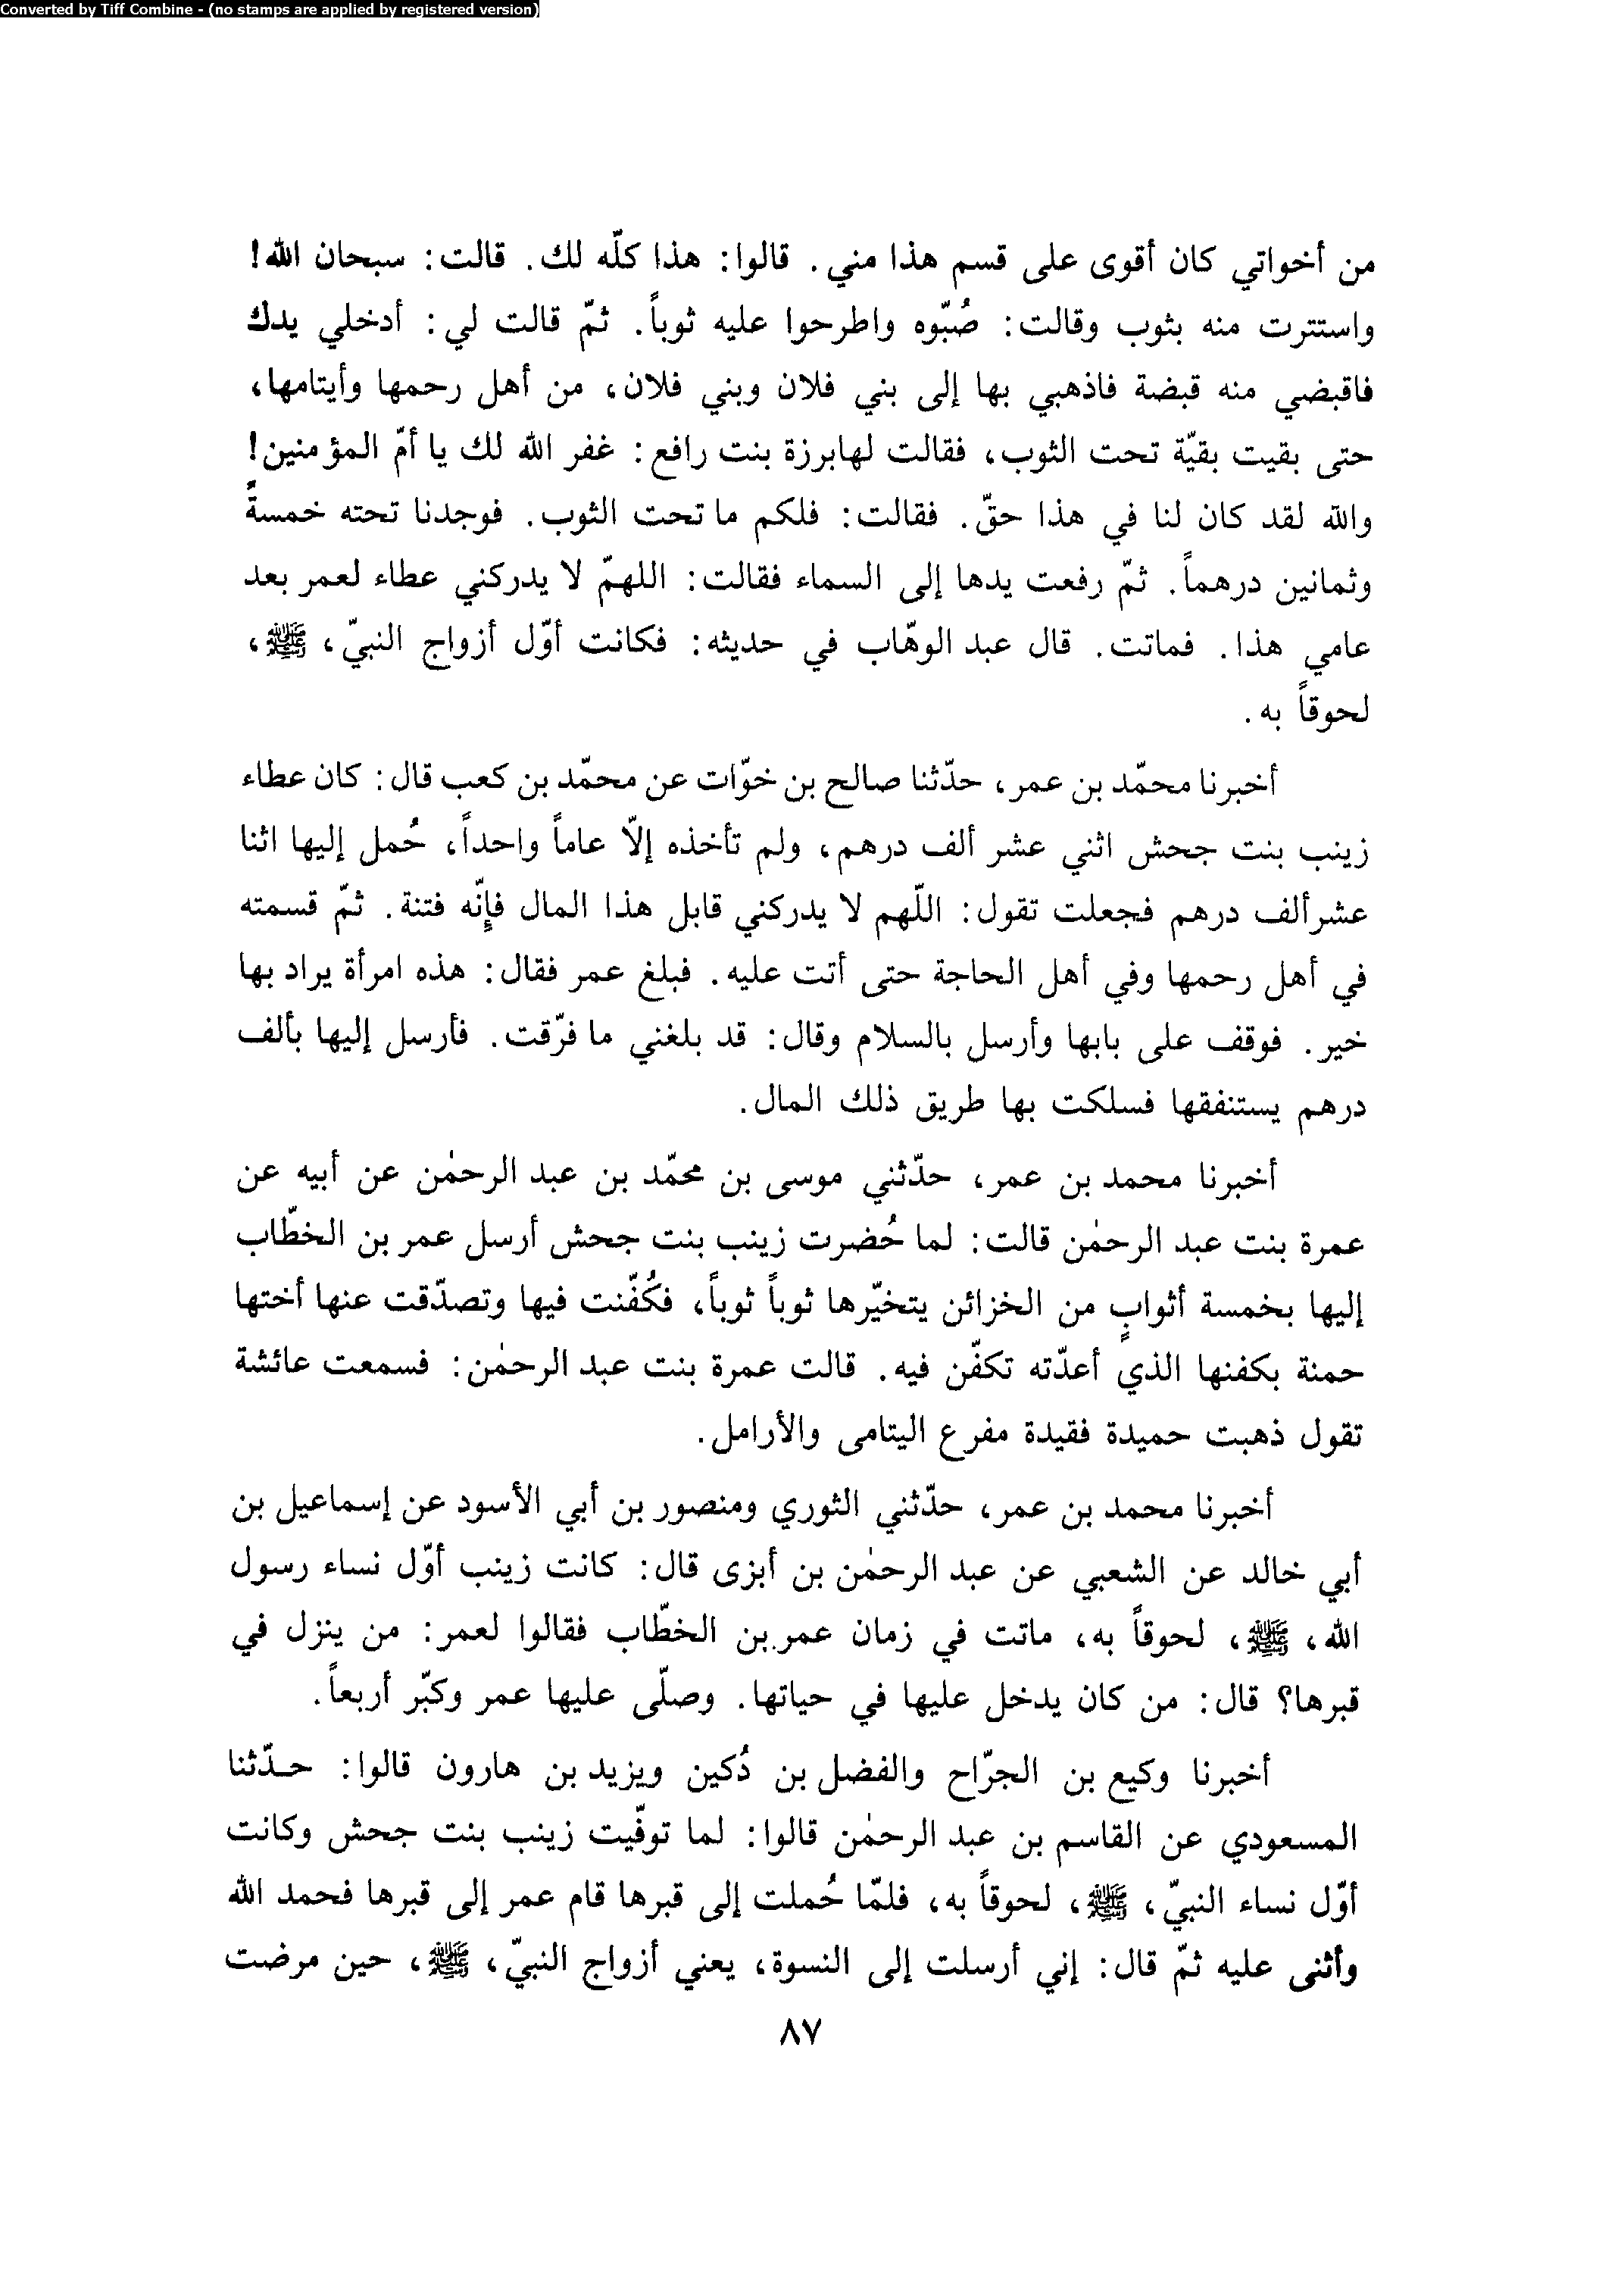 Converted by Tiff Combine - (no stamps are applied by registered version)
من أخواتي كان أقوى على قسم هذا مني. قالوا: هذا كلّه لك. قالت: سبحان الله!
واستترت منه بثوب وقالت: صُبّوه واطرحوا عليه ثوباً. ثمّ قالت لي: أدخلي يدك
فاقبضي منه قبضة فاذهبي بها إلى بني فلان وبني فلان، من أهل رحمها وأيتامها،
حتى بقيت بقيّة تحت الثوب، فقالت لهابرزة بنت رافع: غفر الله لك يا أمّ المؤمنين!
والله لقد كان لنا في هذا حقّ. فقالت: فلكم ما تحت الثوب. فوجدنا تحته خمسةً
وثمانين درهماً. ثمّ رفعت يدها إلى السماء فقالت: اللهمّ لا يدركني عطاء لعمر بعد
عامي هذا. فماتت. قال عبد الوهّاب في حديثه: فكانت أوّل أزواج النبيّ، ﷺ،
لحوقاً به.
أخبرنا محمّد بن عمر، حدّثنا صالح بن خوّات عن محمّد بن كعب قال: كان عطاء
زينب بنت جحش اثني عشر ألف درهم، ولم تأخذه إلاّ عاماً واحداً، حُمل إليها اثنا
عشرألف درهم فجعلت تقول: اللّهم لا يدركني قابل هذا المال فإنّه فتنة. ثمّ قسمته
في أهل رحمها وفي أهل الحاجة حتى أتت عليه. فبلغ عمر فقال: هذه امرأة يراد بها
خير. فوقف على بابها وأرسل بالسلام وقال: قد بلغني ما فرّقت. فأرسل إليها بألف
درهم يستنفقها فسلكت بها طريق ذلك المال.
أخبرنا محمد بن عمر، حدّثني موسى بن محمّد بن عبد الرحمٰن عن أبيه عن
عمرة بنت عبد الرحمٰن قالت: لما حُضرت زينب بنت جحش أرسل عمر بن الخطّاب
إليها بخمسة أثوابٍ من الخزائن يتخيّرها ثوباً ثوباً، فكُفّنت فيها وتصدّقت عنها أختها
حمنة بكفنها الذي أعدّته تكفّن فيه. قالت عمرة بنت عبد الرحمٰن: فسمعت عائشة
تقول ذهبت حميدة فقيدة مفرع اليتامى والأرامل.
أخبرنا محمد بن عمر، حدّثني الثوري ومنصور بن أبي الأسود عن إسماعيل بن
أبي خالد عن الشعبي عن عبد الرحمٰن بن أبزى قال: كانت زينب أوّل نساء رسول
الله، ﷺ، لحوقاً به، ماتت في زمان عمر بن الخطّاب فقالوا لعمر: من ينزل في
قبرها؟ قال: من كان يدخل عليها في حياتها. وصلّى عليها عمر وكبّر أربعاً.
أخبرنا وكيع بن الجرّاح والفضل بن دُكين ويزيد بن هارون قالوا: حـدّثنا
المسعودي عن القاسم بن عبد الرحمٰن قالوا: لما توفّيت زينب بنت جحش وكانت
أوّل نساء النبيّ، ﷺ، لحوقاً به، فلمّا حُملت إلى قبرها قام عمر إلى قبرها فحمد الله
وأثنى عليه ثمّ قال: إني أرسلت إلى النسوة، يعني أزواج النبيّ، ﷺ، حين مرضت
٨٧